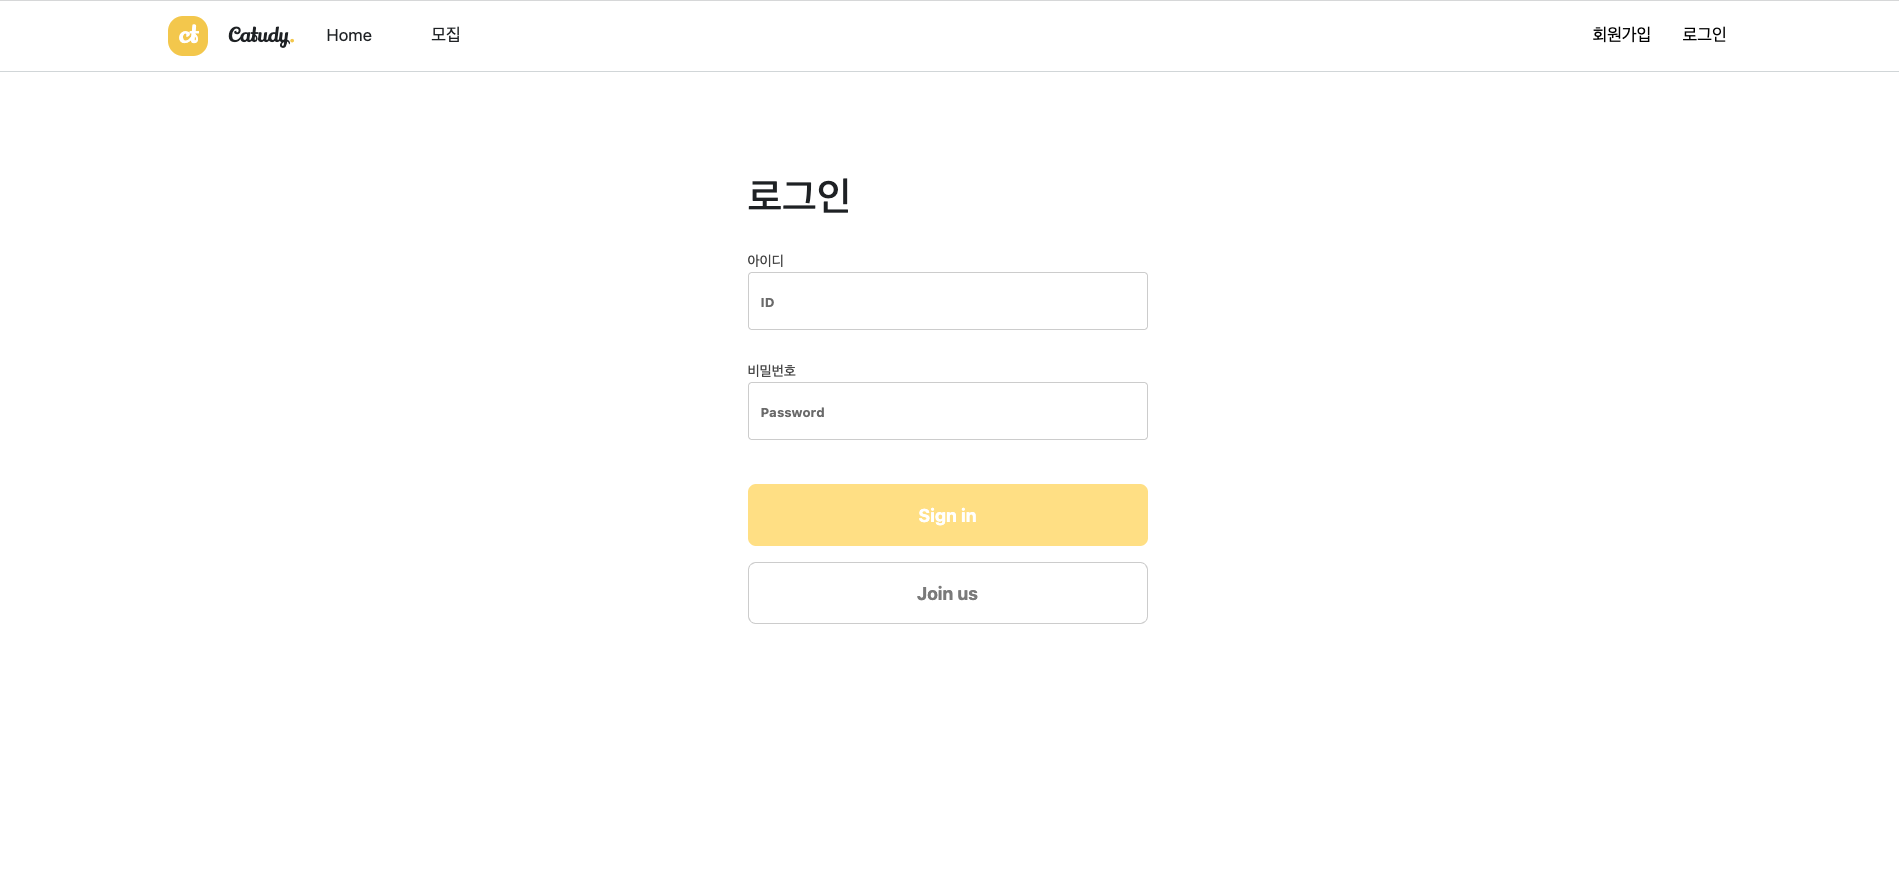 ct Catudy. Home 모집 회원가입 로그인
로그인
아이디
ID
비밀번호
Password
Sign in
Join us